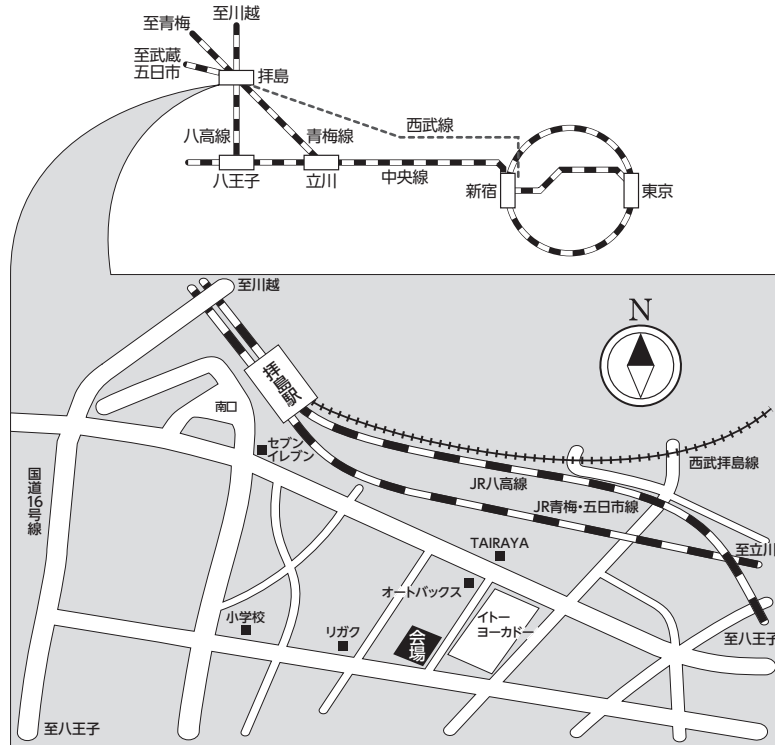 至川越
至青梅
至武蔵
五日市
拝島
西武線
八高線
青梅線
八王子
立川
中央線
新宿
東京
至川越
N
拝島駅
南口
セブン
イレブン
西武拝島線
国道16号線
JR八高線
JR青梅・五日市線
TAIRAYA
至立川
オートバックス
小学校
リガク
会場
イトー
ヨーカドー
至八王子
至八王子